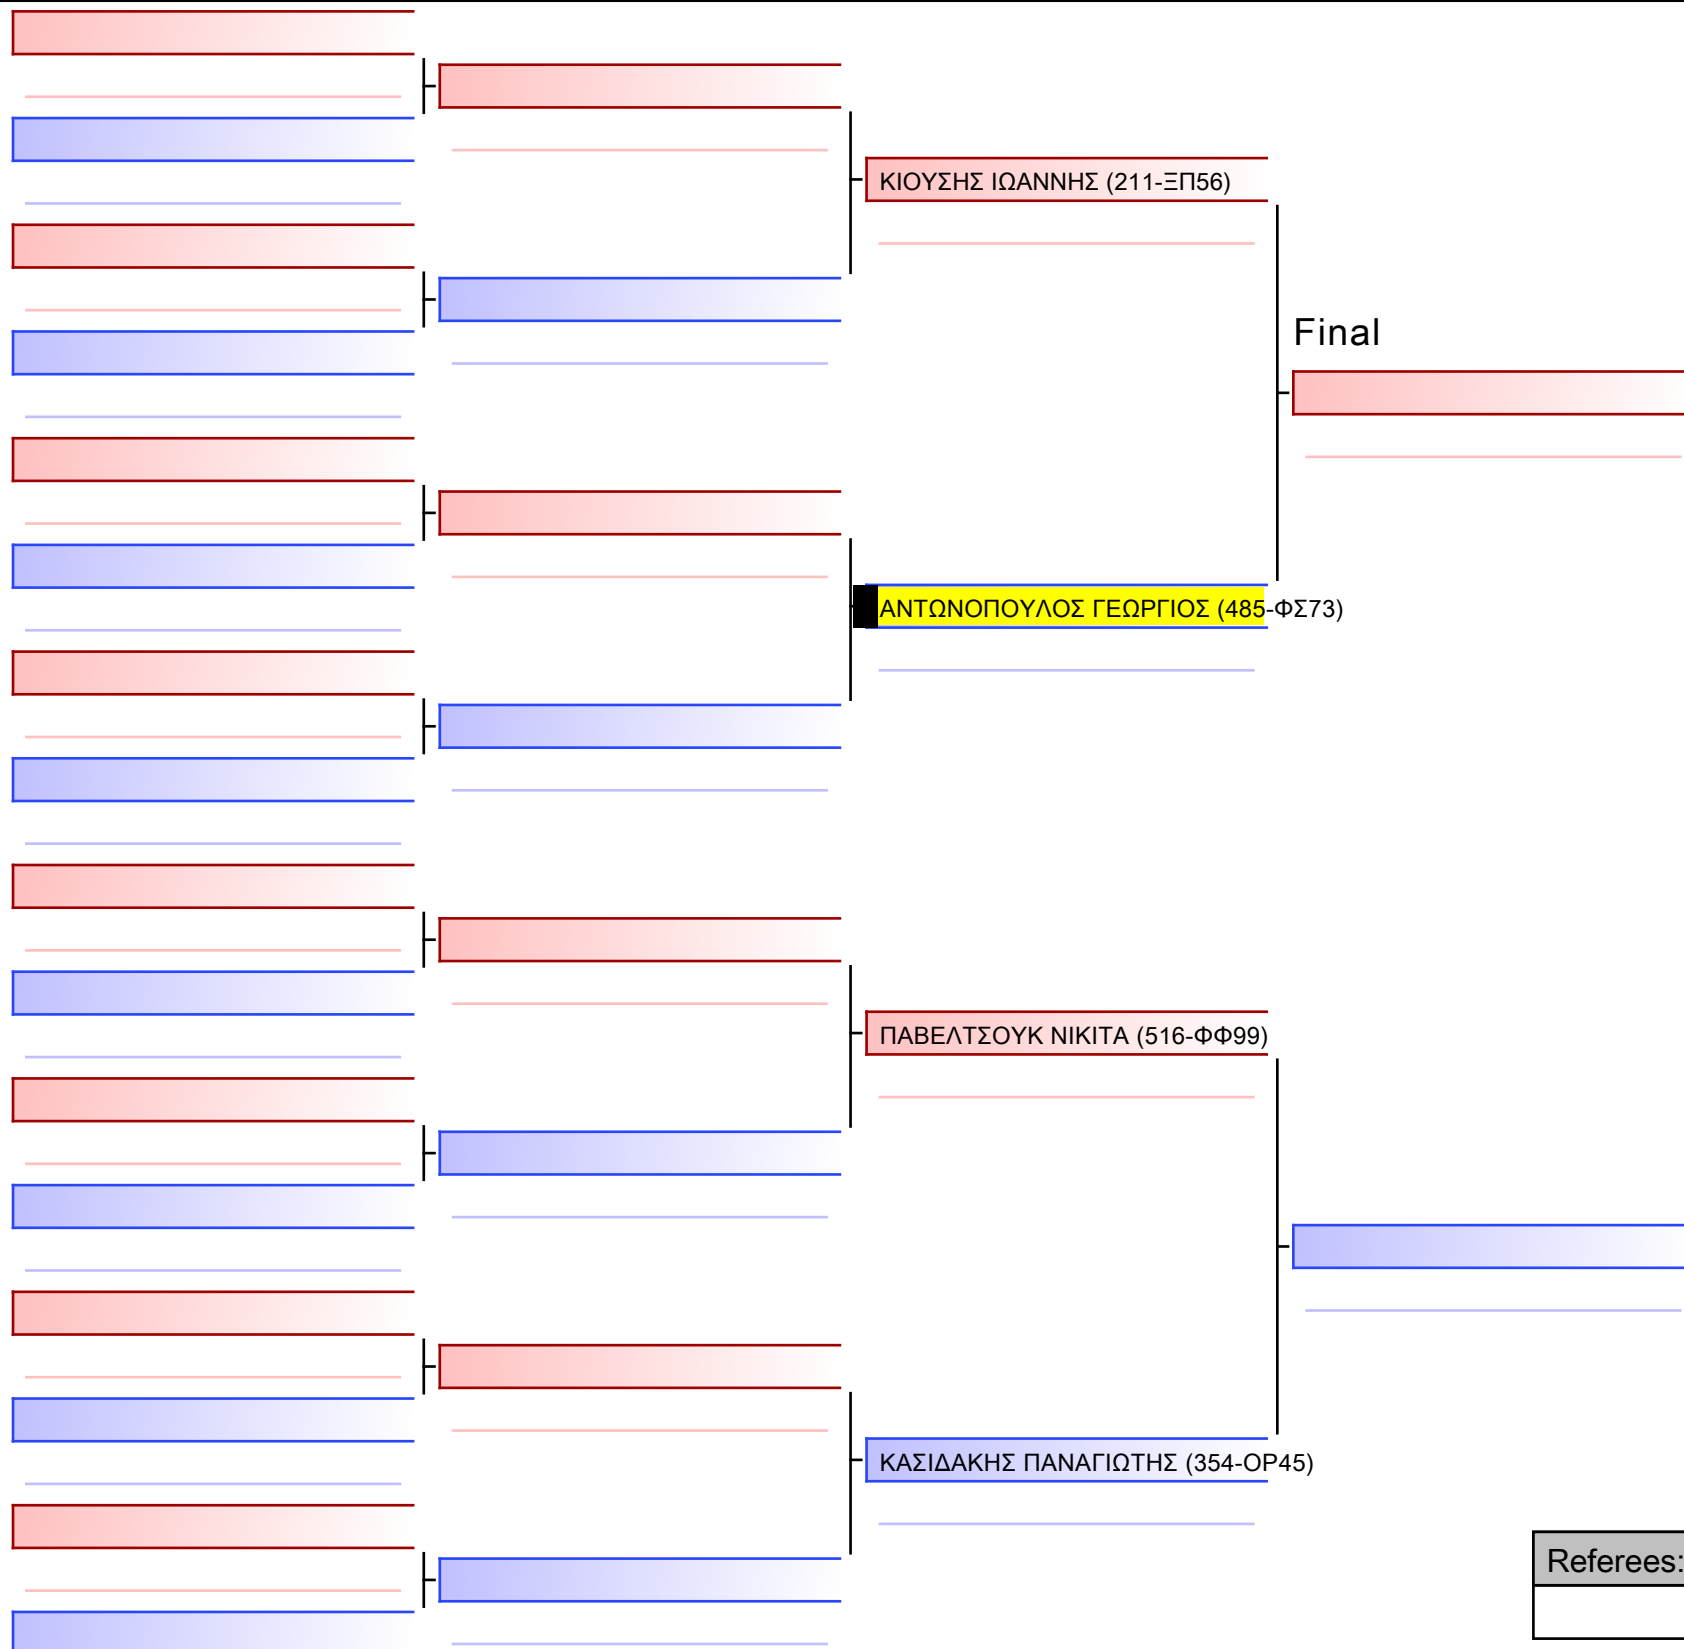 ΚΙΟΥΣΗΣ ΙΩΑΝΝΗΣ (211-ΞΠ56)
Final
ΑΝΤΩΝΟΠΟΥΛΟΣ ΓΕΩΡΓΙΟΣ (485-ΦΣ73)
ΠΑΒΕΛΤΣΟΥΚ ΝΙΚΙΤΑ (516-ΦΦ99)
ΚΑΣΙΔΑΚΗΣ ΠΑΝΑΓΙΩΤΗΣ (354-ΟΡ45)
Referees: